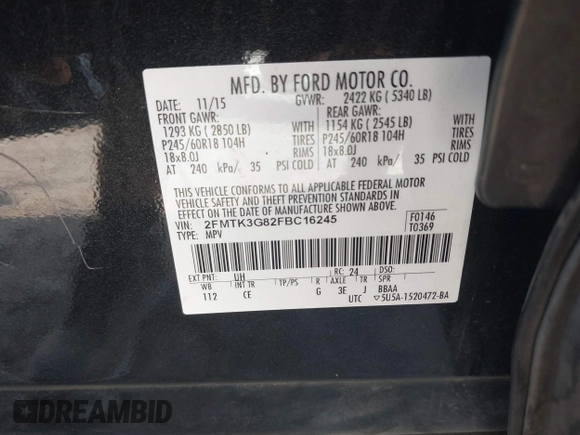 MFD. BY FORD MOTOR CO.
DATE: 11/15 GVWR: 2422 KG ( 5340 LB)
FRONT GAWR: REAR GAWR:
1293 KG ( 2850 LB) WITH 1154 KG ( 2545 LB) WITH
P245/60R18 104H TIRES P245/60R18 104H TIRES
18x8.0J RIMS 18x8.0J RIMS
AT 240 kPa/ 35 PSI COLD AT 240 kPa/ 35 PSI COLD
THIS VEHICLE CONFORMS TO ALL APPLICABLE FEDERAL MOTOR
VEHICLE SAFETY AND THEFT PREVENTION STANDARDS IN
EFFECT ON THE DATE OF MANUFACTURE SHOWN ABOVE.
VIN: 2FMTK3G82FBC16245 F0146
TYPE: MPV T0369
EXT PNT: UH RC: 24 DSO:
WB INT TR TP/PS R AXLE TR SPR
112 CE G 3E J BBAA
UTC ▽5U5A-1520472-BA
DREAMBID